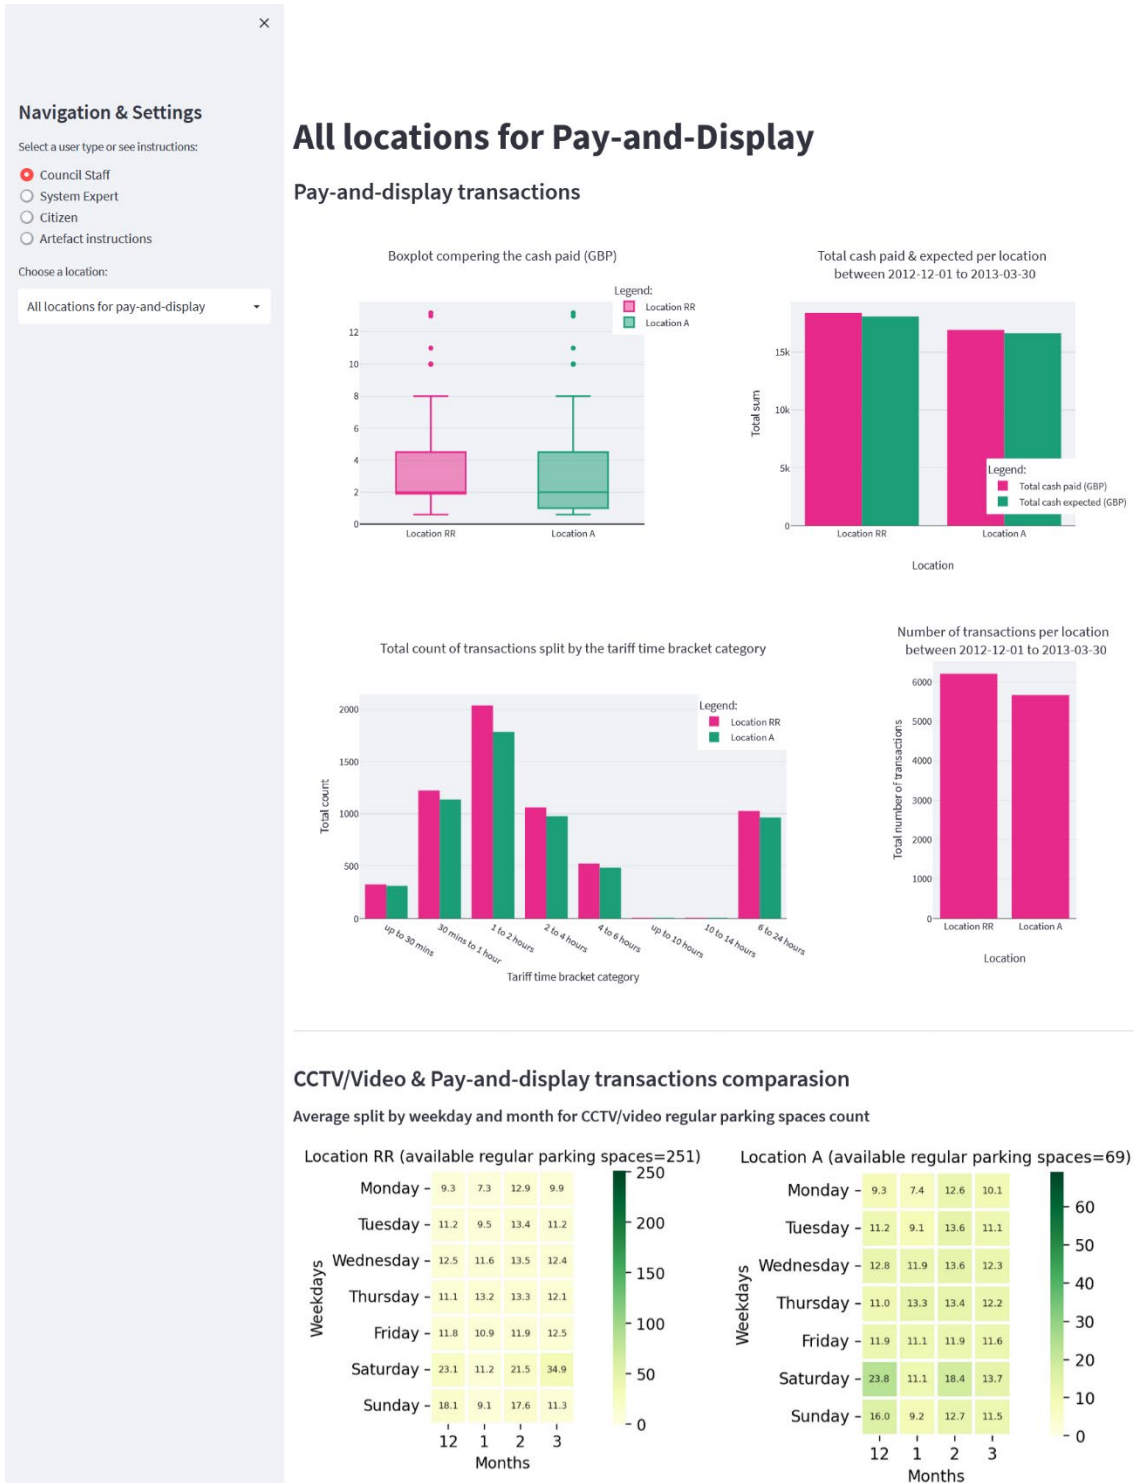 ×
Navigation & Settings
Select a user type or see instructions:
Council Staff
System Expert
Citizen
Artefact instructions
Choose a location:
All locations for pay-and-display
All locations for Pay-and-Display
Pay-and-display transactions
Boxplot compering the cash paid (GBP)
Legend:
Location RR
Location A
12
10
8
6
4
2
0
Location RR
Location A
Total cash paid & expected per location
between 2012-12-01 to 2013-03-30
Total sum
15k
10k
5k
0
Legend:
Total cash paid (GBP)
Total cash expected (GBP)
Location RR
Location A
Location
Total count of transactions split by the tariff time bracket category
Legend:
Location RR
Location A
Total count
2000
1500
1000
500
0
up to 30 mins
30 mins to 1 hour
1 to 2 hours
2 to 4 hours
4 to 6 hours
up to 10 hours
10 to 14 hours
6 to 24 hours
Tariff time bracket category
Number of transactions per location
between 2012-12-01 to 2013-03-30
Total number of transactions
6000
5000
4000
3000
2000
1000
0
Location RR
Location A
Location
CCTV/Video & Pay-and-display transactions comparasion
Average split by weekday and month for CCTV/video regular parking spaces count
Location RR (available regular parking spaces=251)
Weekdays
Monday 9.3 7.3 12.9 9.9
Tuesday 11.2 9.5 13.4 11.2
Wednesday 12.5 11.6 13.5 12.4
Thursday 11.1 13.2 13.3 12.1
Friday 11.8 10.9 11.9 12.5
Saturday 23.1 11.2 21.5 34.9
Sunday 18.1 9.1 17.6 11.3
12 1 2 3
Months
250
200
150
100
50
0
Location A (available regular parking spaces=69)
Weekdays
Monday 9.3 7.4 12.6 10.1
Tuesday 11.2 9.1 13.6 11.1
Wednesday 12.8 11.9 13.6 12.3
Thursday 11.0 13.3 13.4 12.2
Friday 11.9 11.1 11.9 11.6
Saturday 23.8 11.1 18.4 13.7
Sunday 16.0 9.2 12.7 11.5
12 1 2 3
Months
60
50
40
30
20
10
0